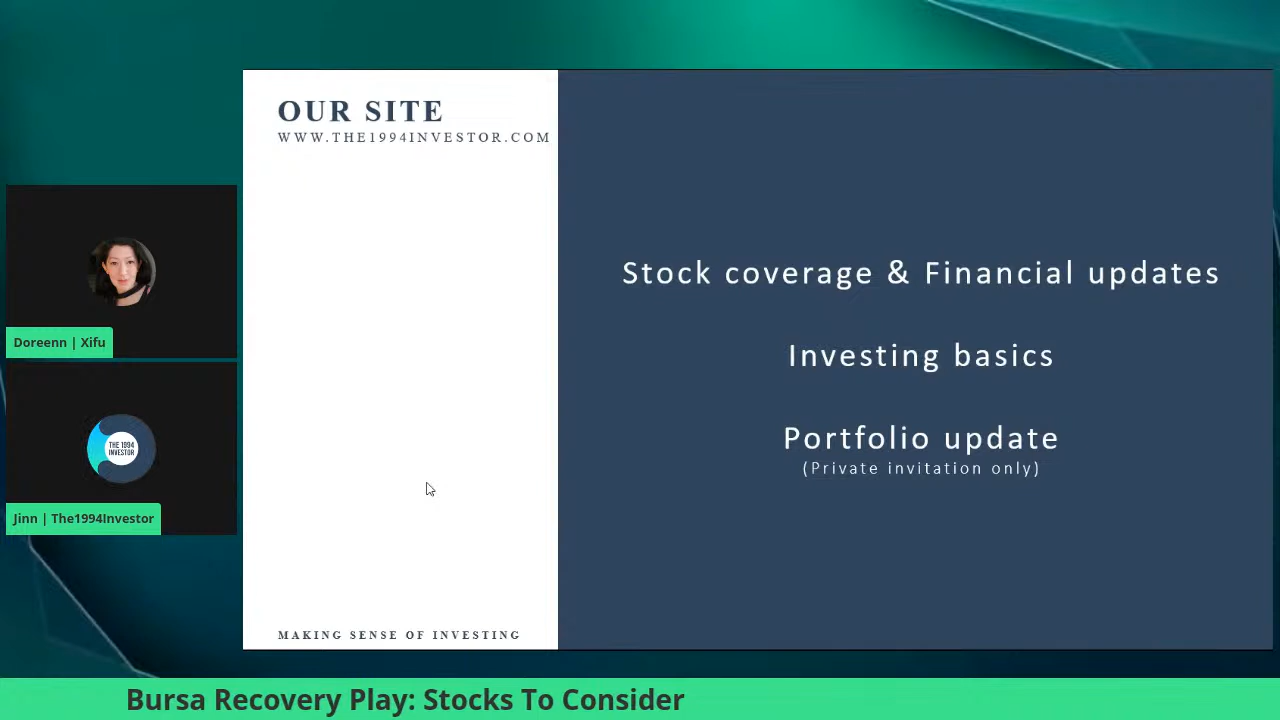 OUR SITE
WWW.THE1994INVESTOR.COM
Stock coverage & Financial updates
Investing basics
Portfolio update
(Private invitation only)
MAKING SENSE OF INVESTING
Doreenn | Xifu
THE 1994
INVESTOR
Jinn | The1994Investor
Bursa Recovery Play: Stocks To Consider